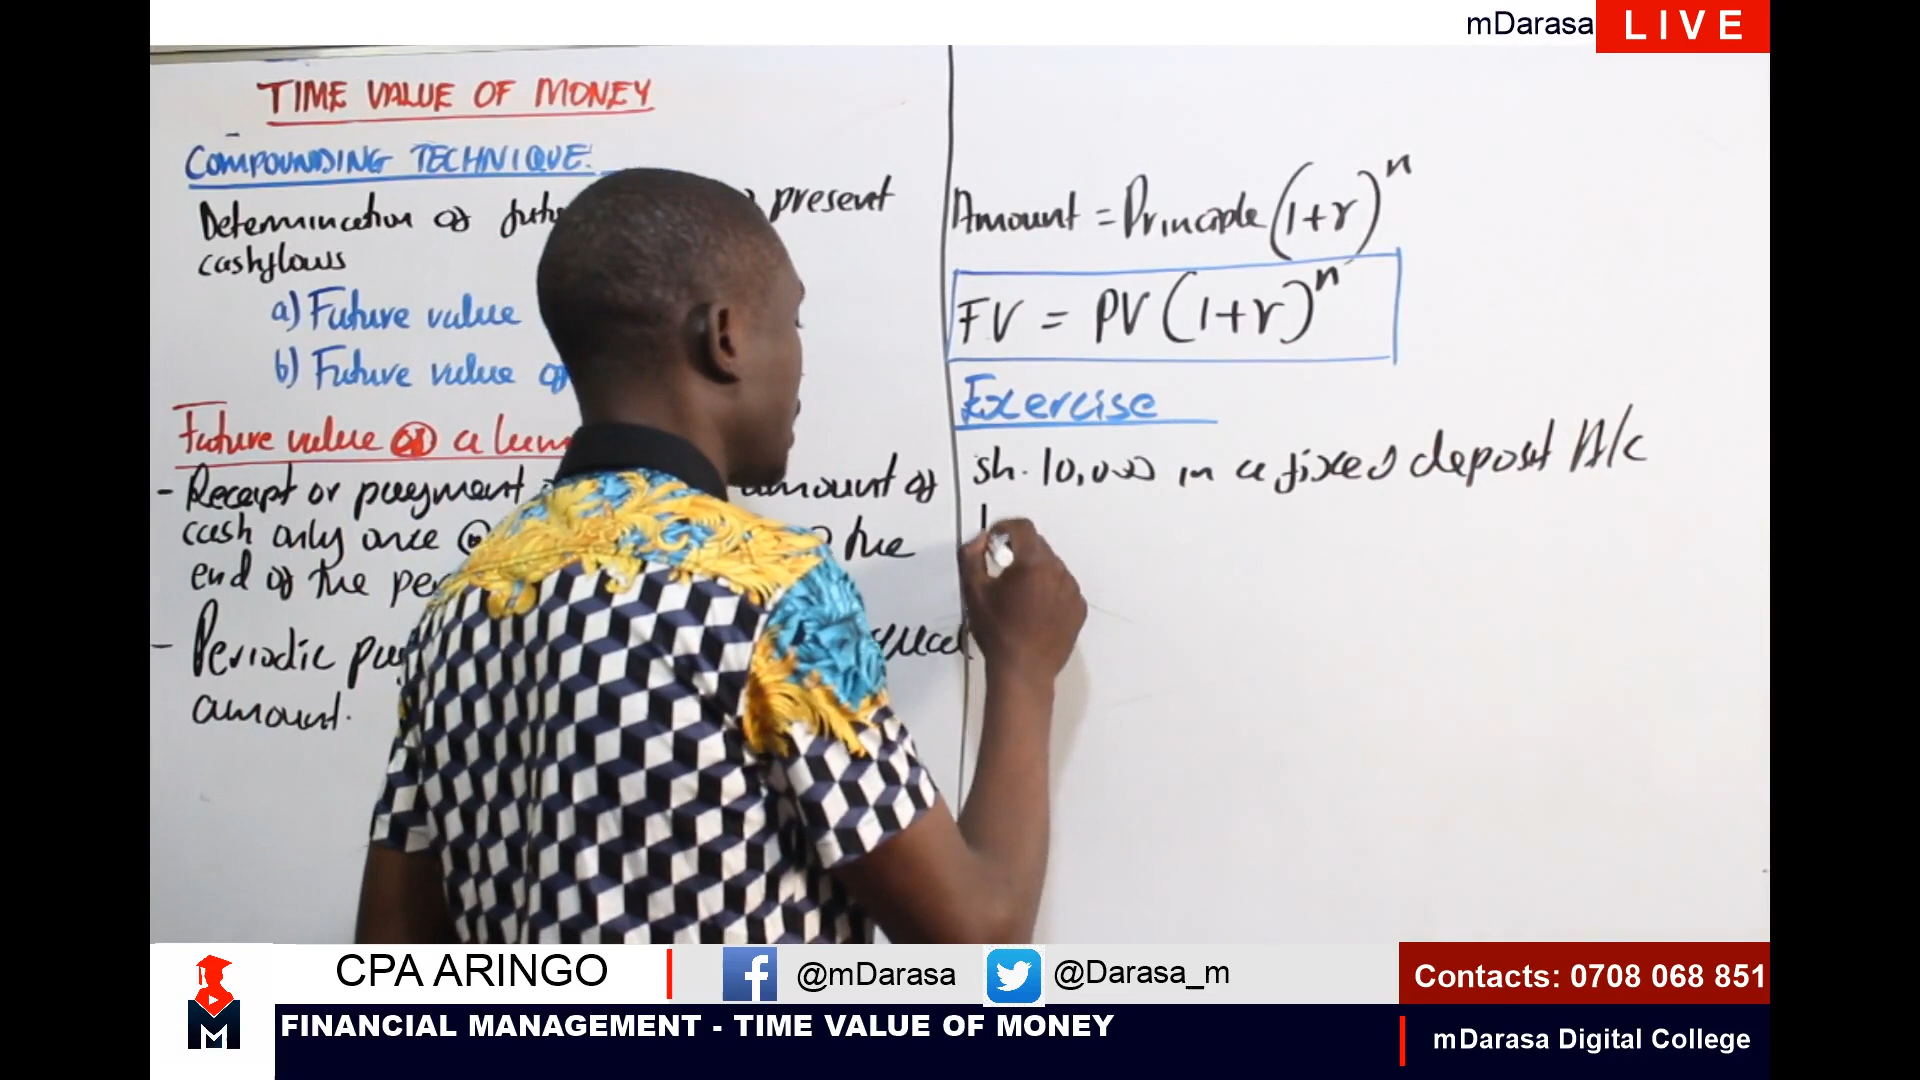 mDarasa LIVE
TIME VALUE OF MONEY
COMPOUNDING TECHNIQUE.
Determination of present
cashflows
a) Future value
b) Future value of
Future value of a
- Receipt or payment amount of
cash only once the
end of the
- Periodic
amount.
Amount = Principle (1+r)^n
FV = PV (1+r)^n
Exercise
sh. 10,000 in a fixed deposit A/c
CPA ARINGO
@mDarasa
@Darasa_m
Contacts: 0708 068 851
M
FINANCIAL MANAGEMENT - TIME VALUE OF MONEY
mDarasa Digital College